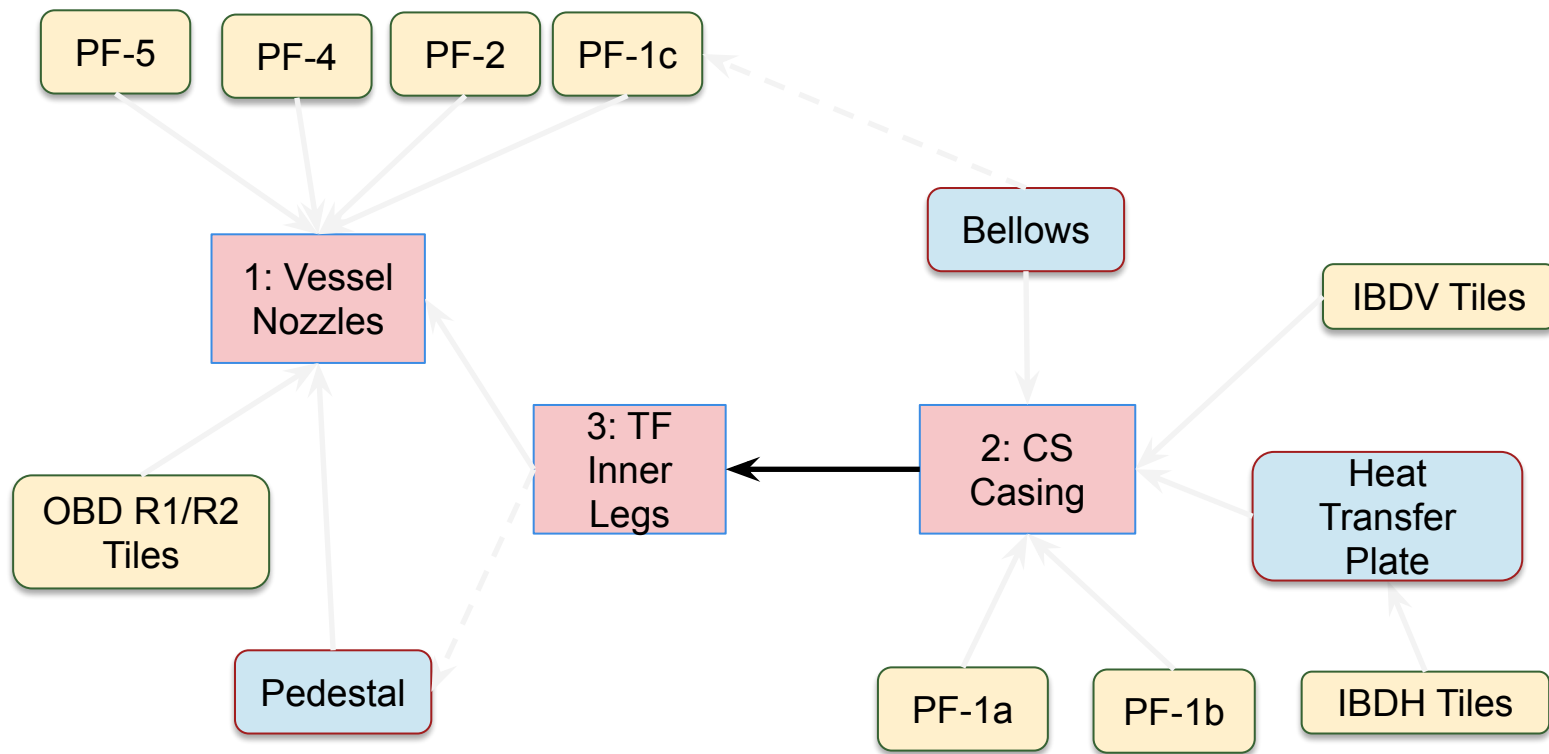 PF-5
PF-4
PF-2
PF-1c
Bellows
1: Vessel
Nozzles
IBDV Tiles
3: TF
Inner
Legs
2: CS
Casing
Heat
Transfer
Plate
OBD R1/R2
Tiles
Pedestal
PF-1a
PF-1b
IBDH Tiles